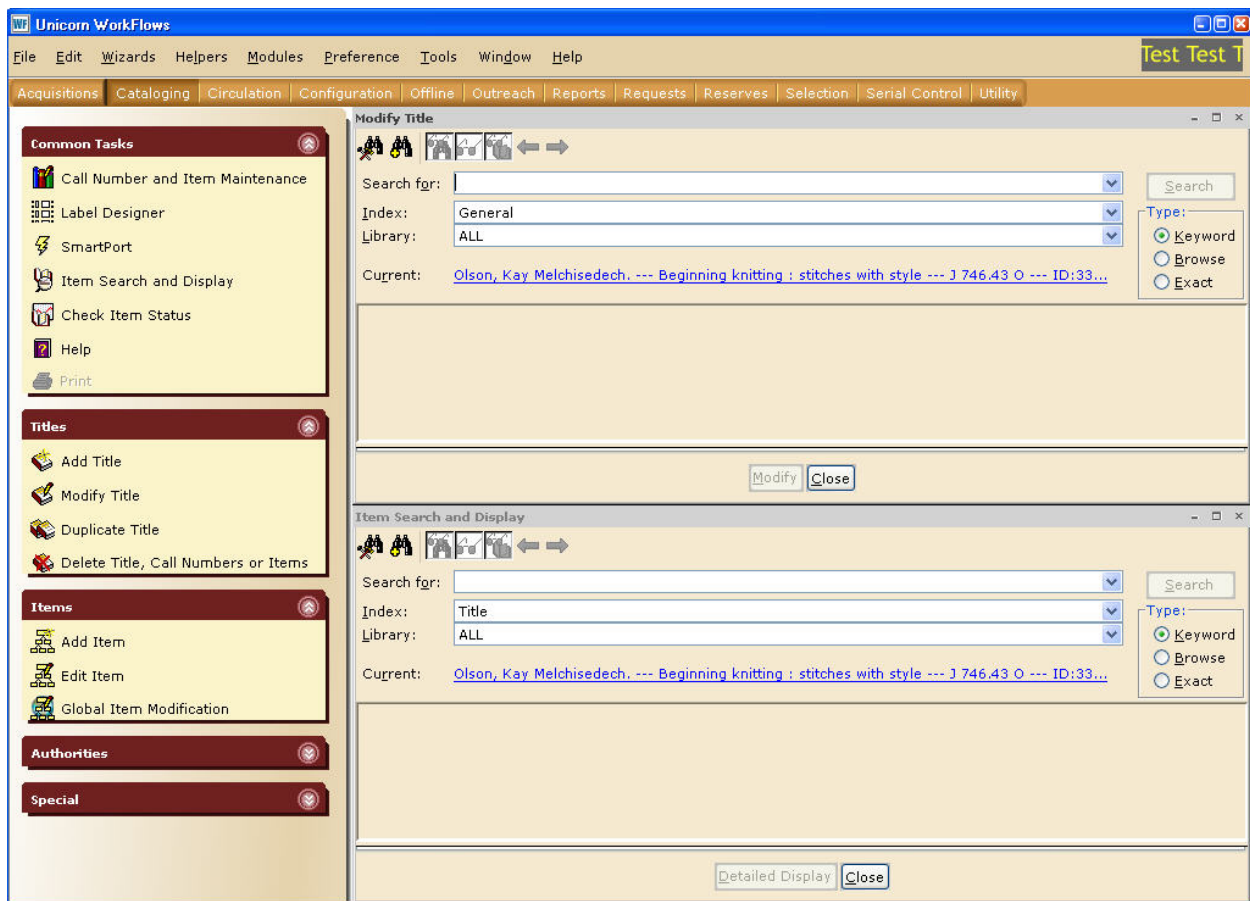 WF Unicorn WorkFlows
File Edit Wizards Helpers Modules Preference Tools Window Help
Test Test T
Acquisitions Cataloging Circulation Configuration Offline Outreach Reports Requests Reserves Selection Serial Control Utility
Common Tasks
Call Number and Item Maintenance
Label Designer
SmartPort
Item Search and Display
Check Item Status
Help
Print
Titles
Add Title
Modify Title
Duplicate Title
Delete Title, Call Numbers or Items
Items
Add Item
Edit Item
Global Item Modification
Authorities
Special
Modify Title
Search for:
Search
Index: General
Library: ALL
Type:
Keyword
Browse
Exact
Current: Olson, Kay Melchisedech. --- Beginning knitting : stitches with style --- J 746.43 O --- ID:33...
Modify Close
Item Search and Display
Search for:
Search
Index: Title
Library: ALL
Type:
Keyword
Browse
Exact
Current: Olson, Kay Melchisedech. --- Beginning knitting : stitches with style --- J 746.43 O --- ID:33...
Detailed Display Close